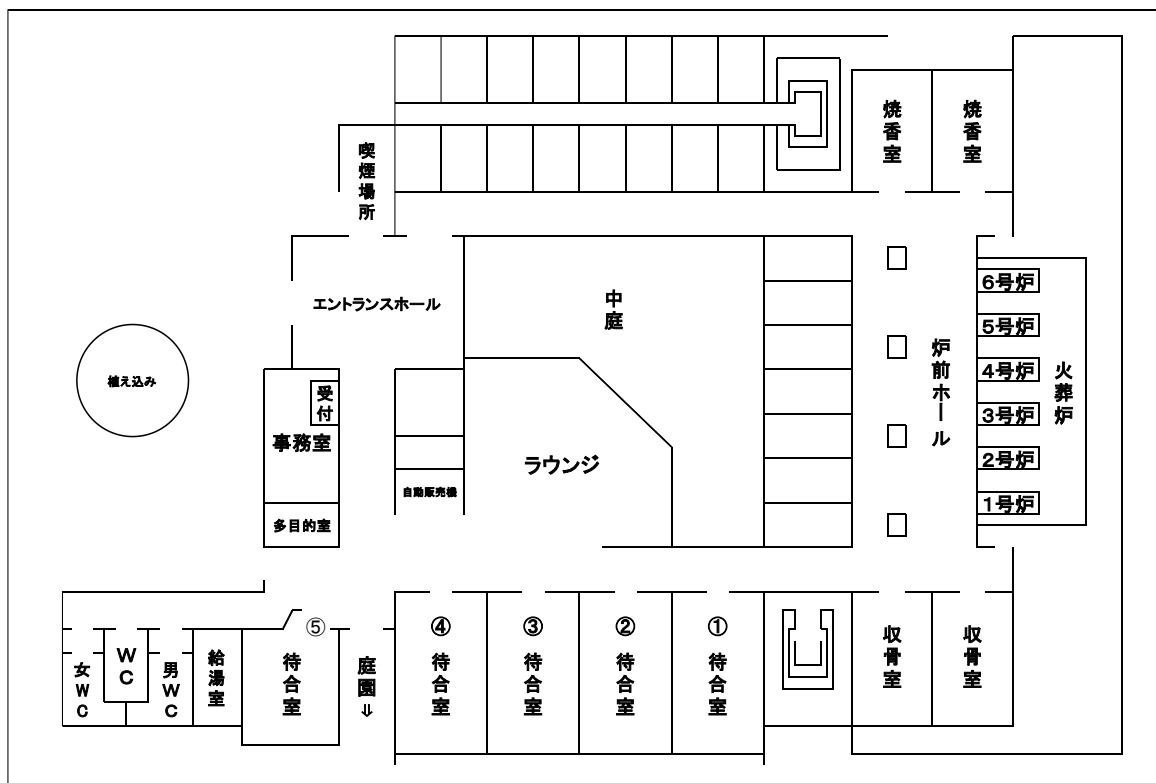 焼香室
焼香室
喫煙場所
エントランスホール
中庭
6号炉
5号炉
4号炉
3号炉
2号炉
1号炉
火葬炉
炉前ホール
植え込み
受付
事務室
多目的室
自動販売機
ラウンジ
⑤
待合室
④
待合室
③
待合室
②
待合室
①
待合室
収骨室
収骨室
女WC
WC
男WC
給湯室
庭園⇓